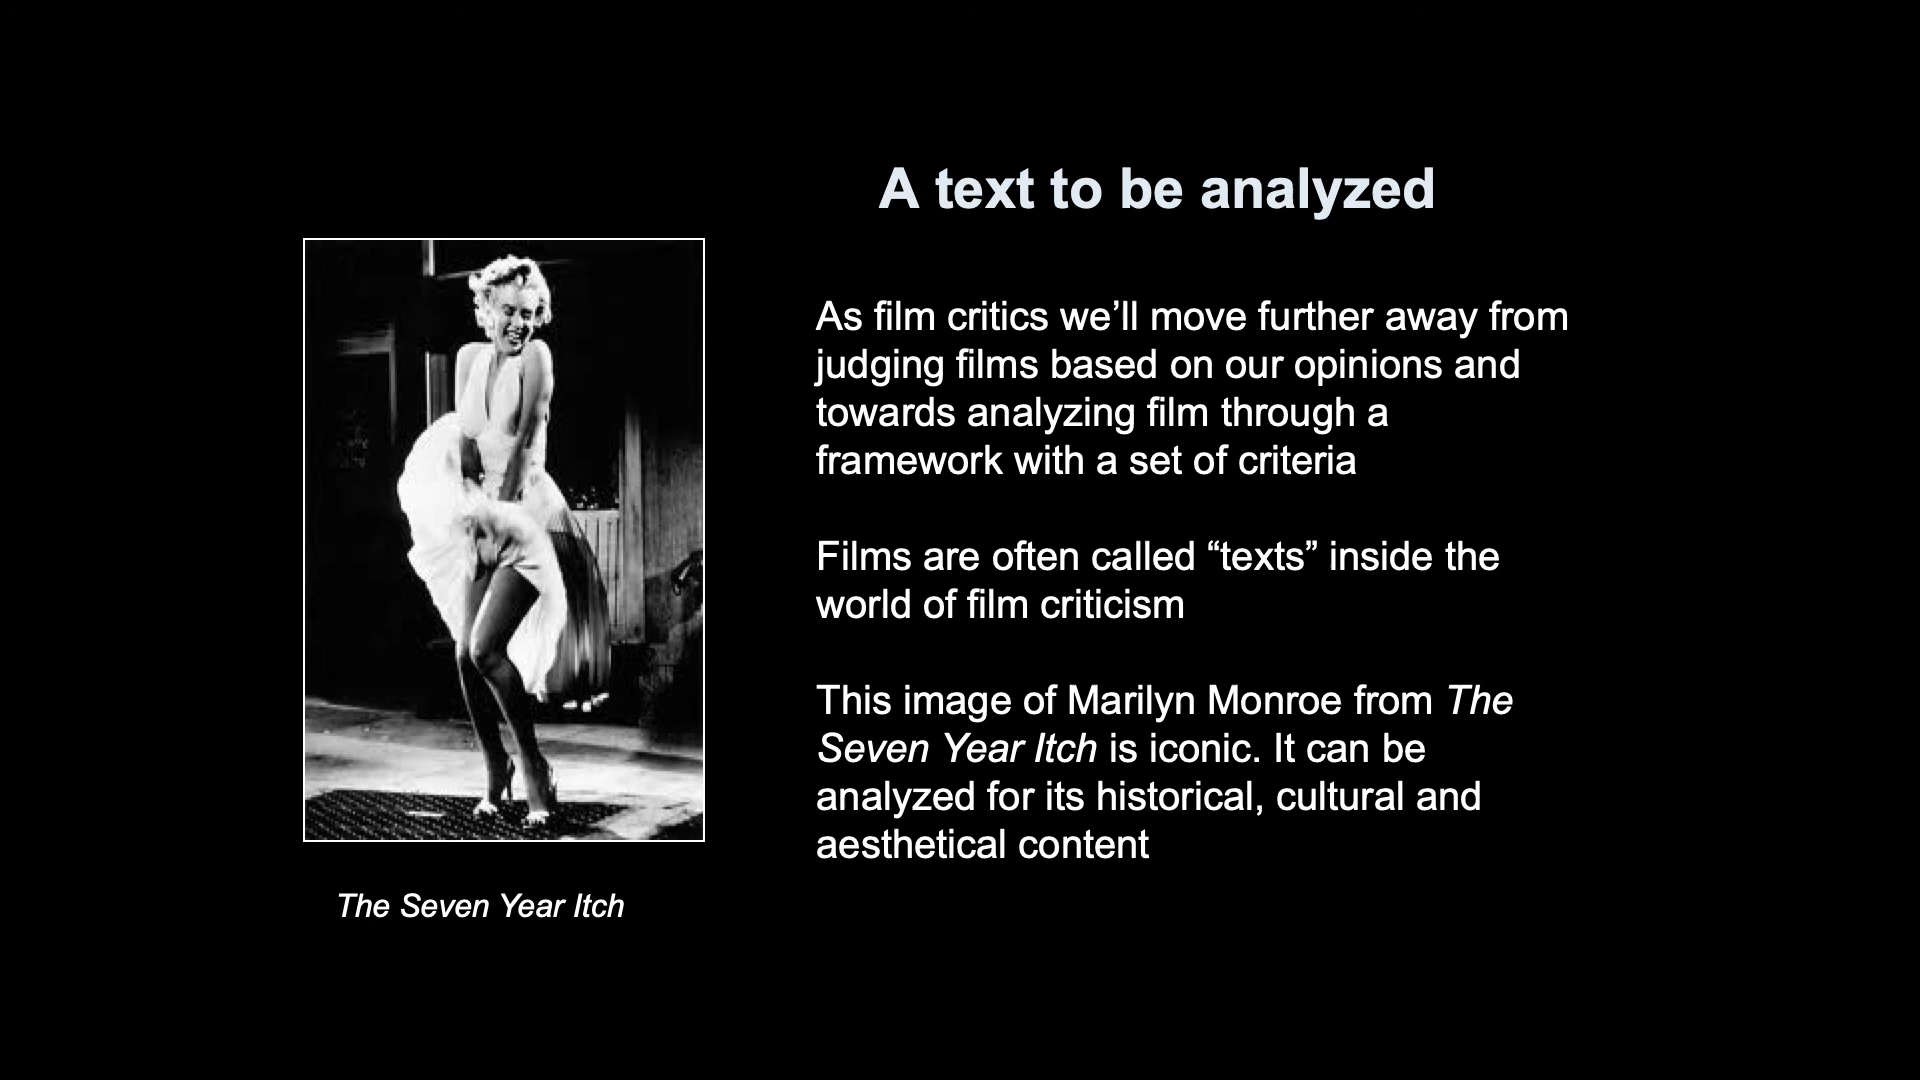 A text to be analyzed
As film critics we’ll move further away from
judging films based on our opinions and
towards analyzing film through a
framework with a set of criteria
Films are often called “texts” inside the
world of film criticism
This image of Marilyn Monroe from The
Seven Year Itch is iconic. It can be
analyzed for its historical, cultural and
aesthetical content
The Seven Year Itch